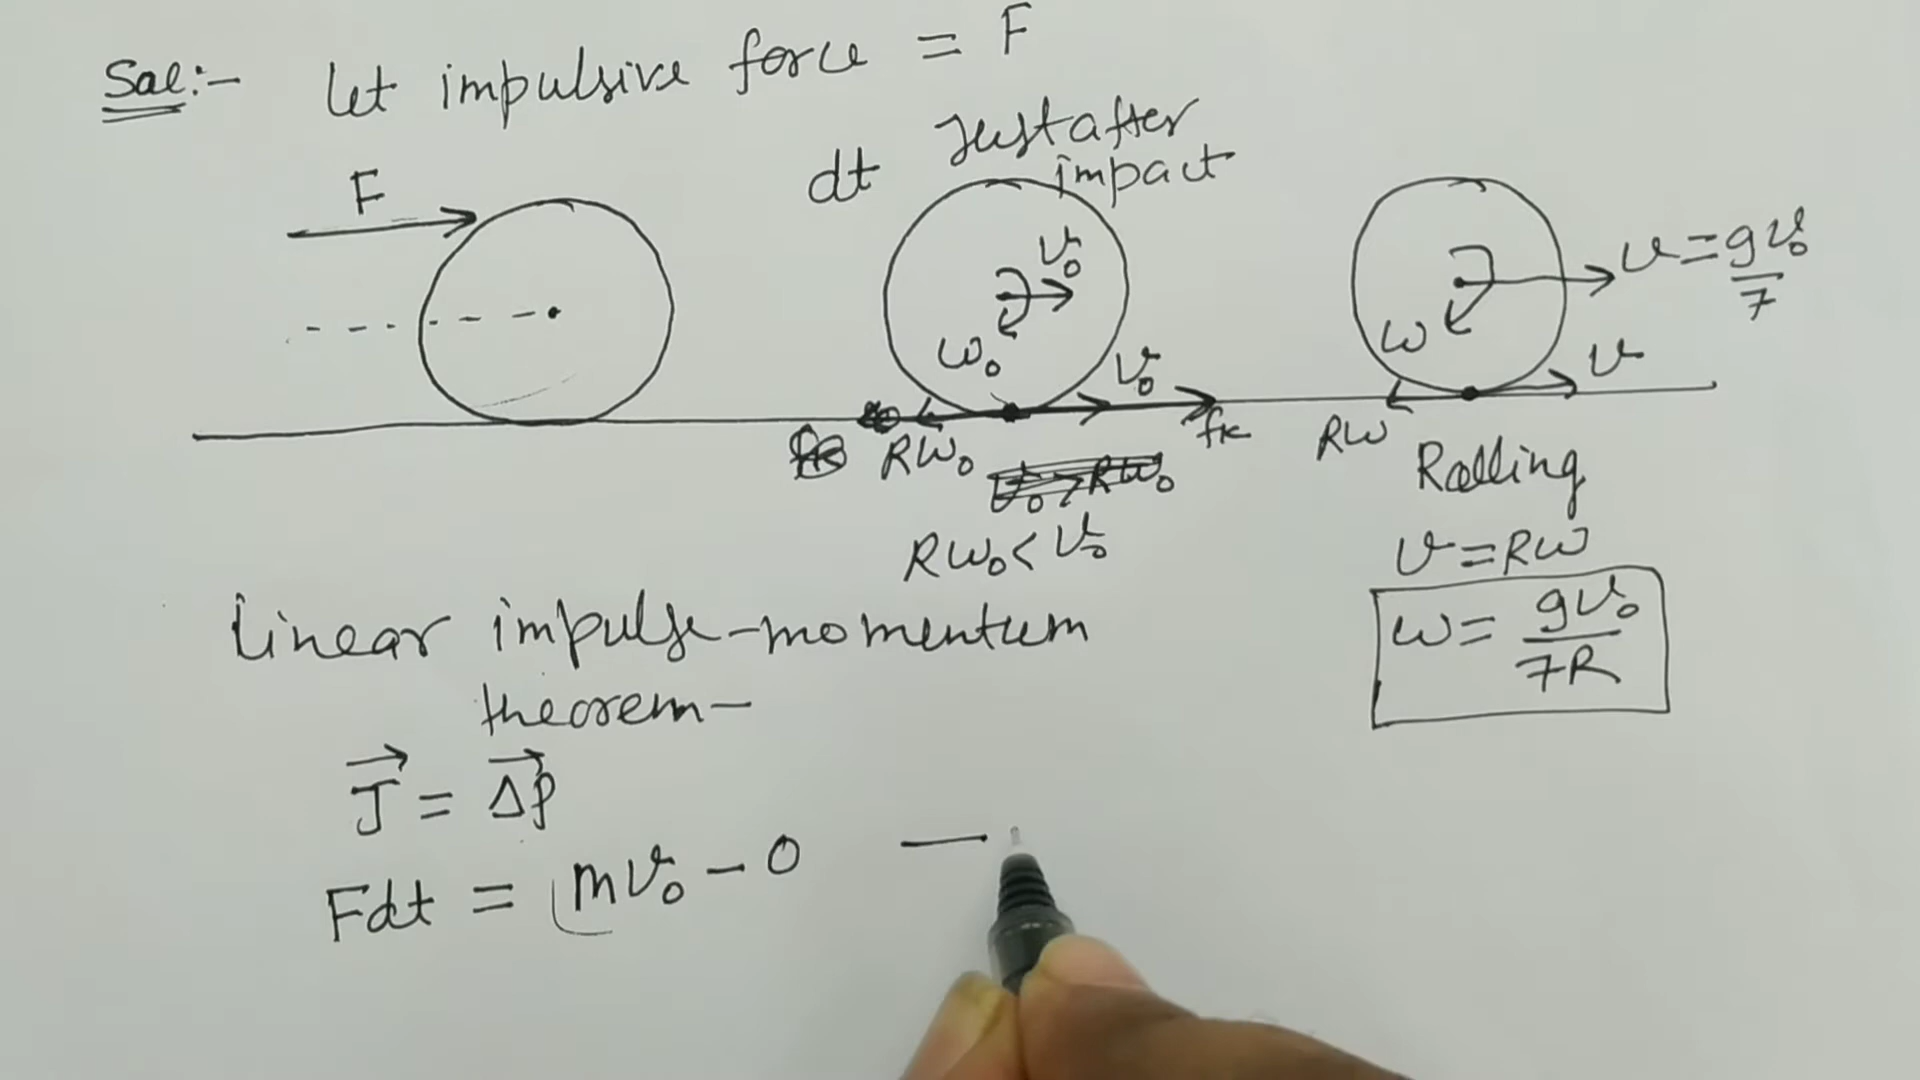 Sol:- Let impulsive force = F
dt Just after
impact
F
v₀
ω₀
v₀
fₖ
Rω₀
Rω₀ < v₀
v = 9v₀/7
ω
v
Rω
Rolling
v = Rω
ω = 9v₀/7R
Linear impulse-momentum
theorem-
J⃗ = Δp⃗
Fdt = mv₀ - 0 —